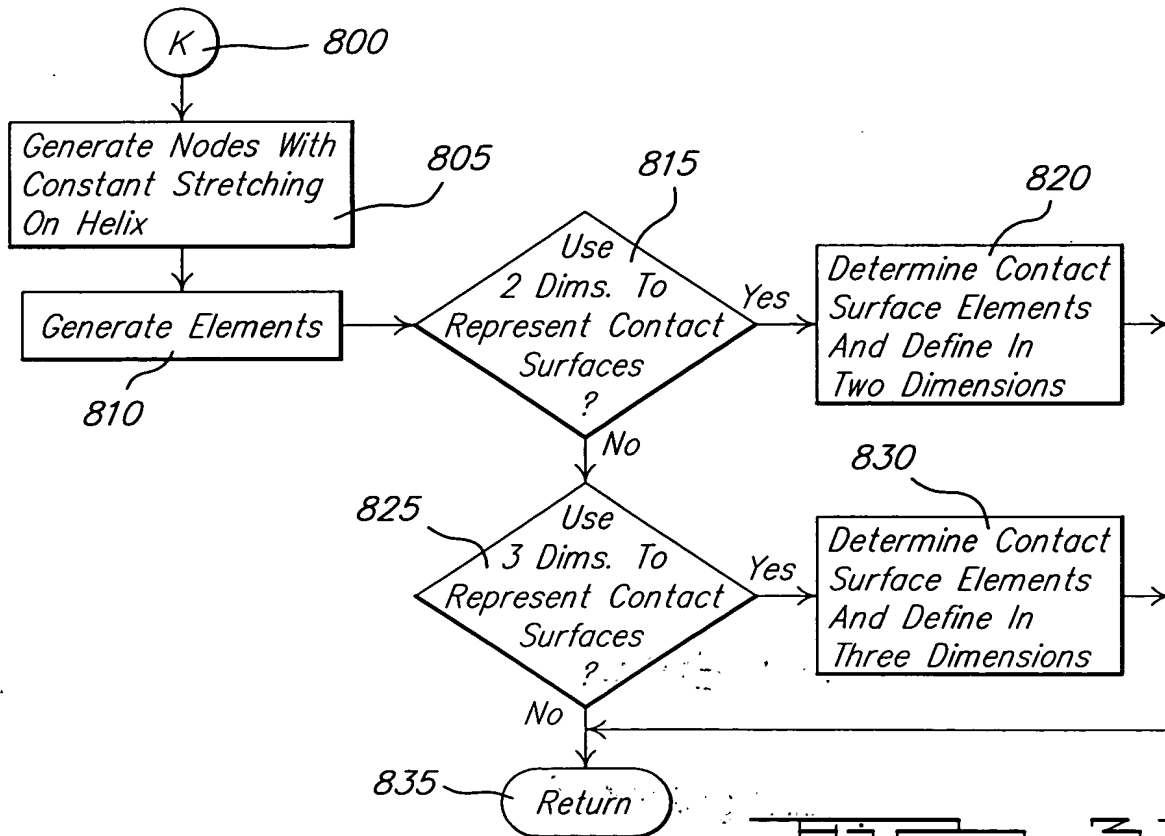 K
800
Generate Nodes With
Constant Stretching
On Helix
805
Generate Elements
810
Use
2 Dims. To
Represent Contact
Surfaces
?
815
Yes
820
Determine Contact
Surface Elements
And Define In
Two Dimensions
No
825
Use
3 Dims. To
Represent Contact
Surfaces
?
Yes
830
Determine Contact
Surface Elements
And Define In
Three Dimensions
No
835
Return